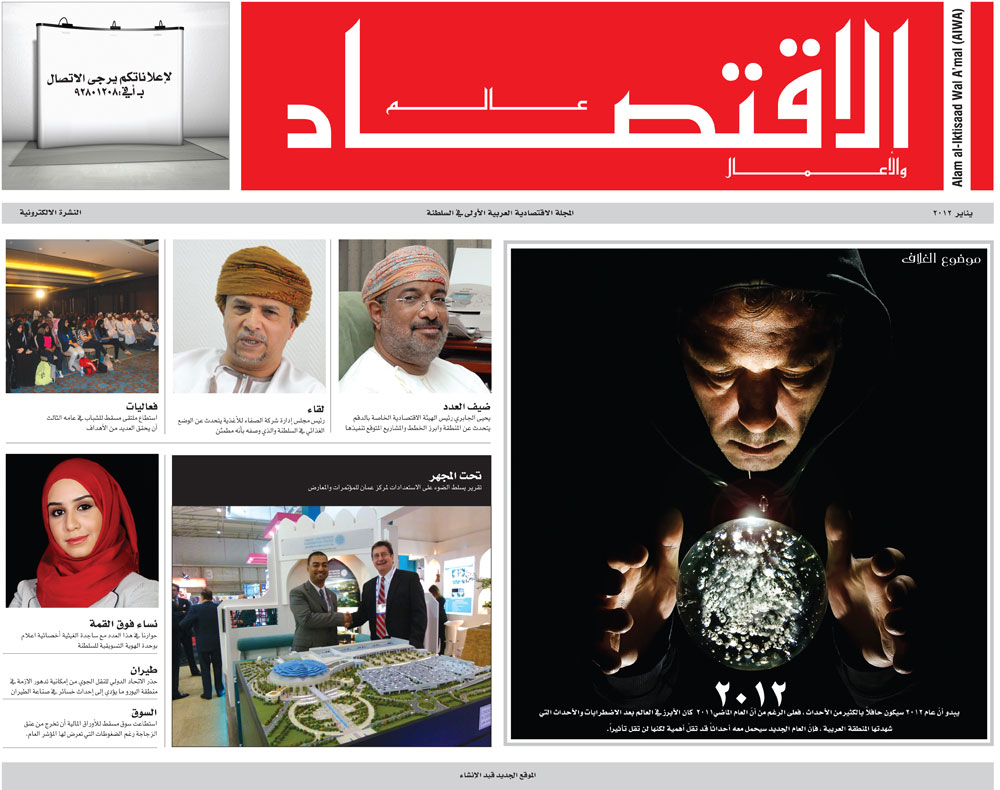 لإعلاناتكم يرجى الاتصال
بـ أيڤ: ٩٢٨٠١٢٠٨
عالم
الاقتصاد
والأعمال
Alam al-Iktisaad Wal A'mal (AIWA)
يناير ٢٠١٢
المجلة الاقتصادية العربية الأولى في السلطنة
النشرة الالكترونية
موضوع الغلاف
٢٠١٢
يبدو أنّ عام ٢٠١٢ سيكون حافلاً بالكثير من الأحداث ، فعلى الرغم من أنّ العام الماضي ٢٠١١ كان الأبرز في العالم بعد الاضطرابات والأحداث التي
شهدتها المنطقة العربية ، فإن العام الجديد سيحمل معه أحداثاً قد تقلّ أهمية لكنها لن تقل تأثيراً.
ضيف العدد
يحيى الجابري رئيس الهيئة الاقتصادية الخاصة بالدقم
يتحدث عن المنطقة وابرز الخطط والمشاريع المتوقع تنفيذها
لقاء
رئيس مجلس إدارة شركة الصفاء للأغذية يتحدث عن الوضع
الغذائي في السلطنة والذي وصفه بأنه مطمئن
فعاليات
استطاع ملتقى مسقط للشباب في عامه الثالث
أن يحقق العديد من الأهداف
تحت المجهر
تقرير يسلط الضوء على الاستعدادات لمركز عمان للمؤتمرات والمعارض
نساء فوق القمة
حوارنا في هذا العدد مع ساجدة الغيثية أخصائية اعلام
بوحدة الهوية التسويقية للسلطنة
طيران
حذر الاتحاد الدولي للنقل الجوي من إمكانية تدهور الازمة في
منطقة اليورو ما يؤدي إلى إحداث خسائر في صناعة الطيران
السوق
استطاعت سوق مسقط للأوراق المالية أن تخرج من عنق
الزجاجة رغم الضغوطات التي تعرض لها المؤشر العام.
الموقع الجديد قيد الانشاء